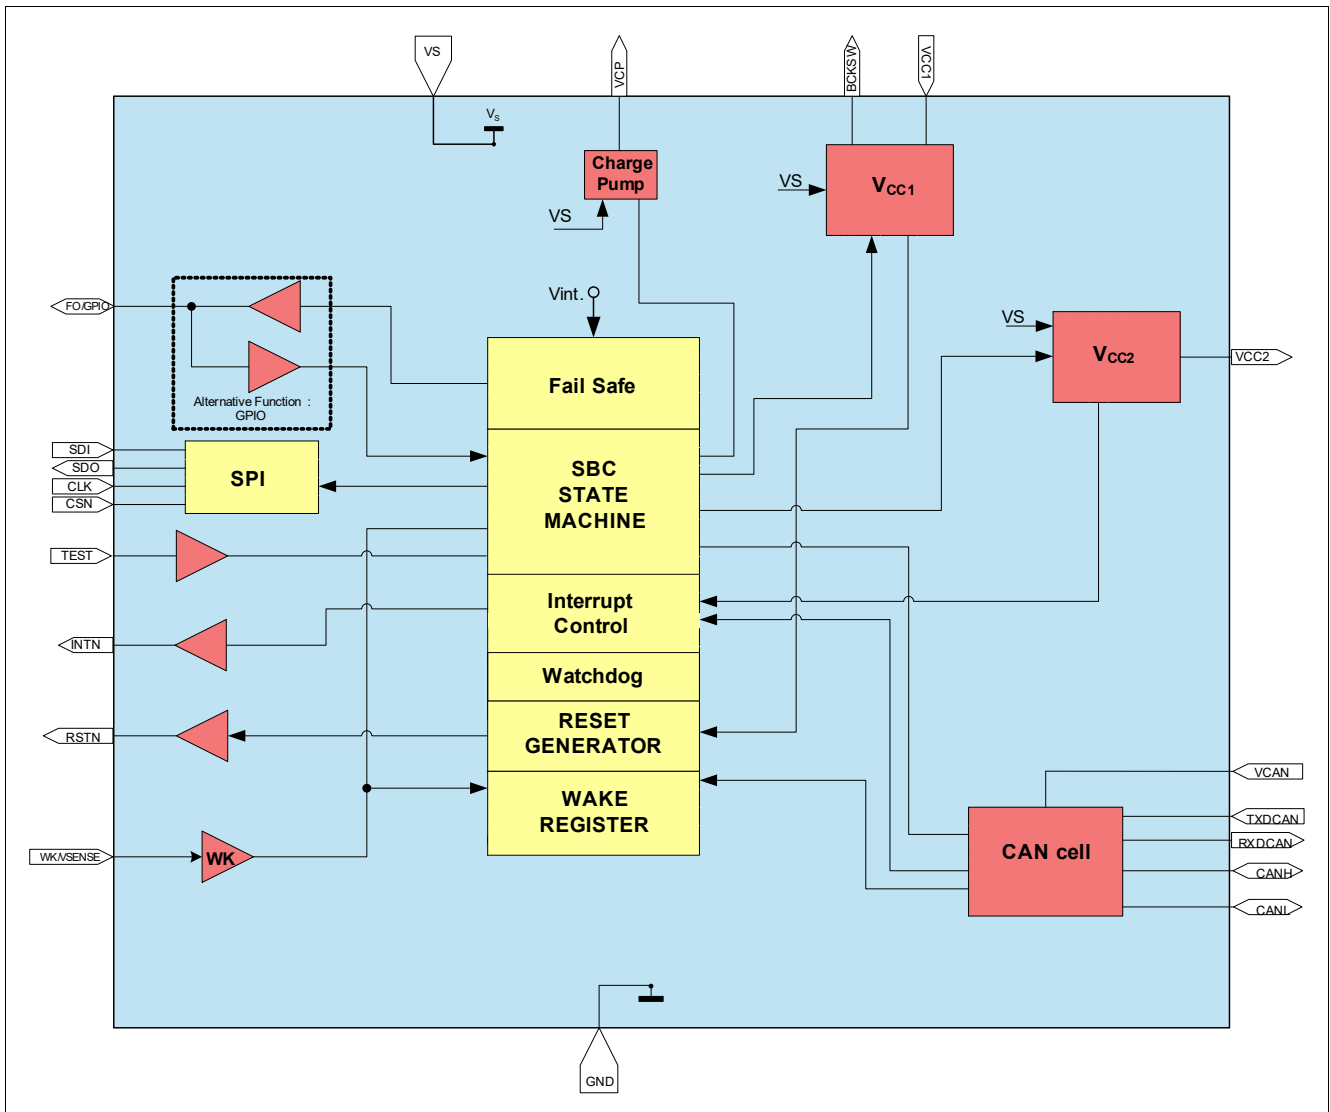 VS
VCP
BCKSW
VCC1
Vs
Charge
Pump
VS
VS
VCC1
FO/GPIO
Vint.
VS
VCC2
VCC2
Alternative Function :
GPIO
Fail Safe
SDI
SDO
CLK
CSN
SPI
SBC
STATE
MACHINE
TEST
Interrupt
Control
INTN
Watchdog
RSTN
RESET
GENERATOR
WAKE
REGISTER
WK/VSENSE
WK
VCAN
TXDCAN
RXDCAN
CANH
CANL
CAN cell
GND